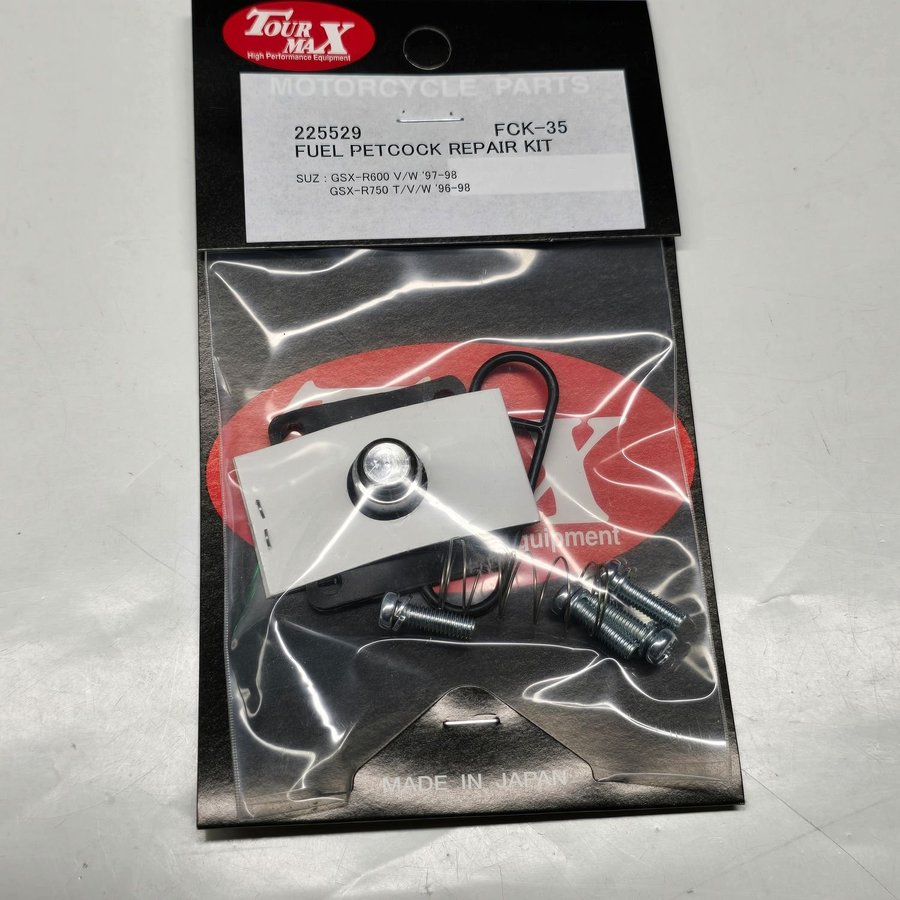 TOUR
MAX
High Performance Equipment
MOTORCYCLE PARTS
225529 FCK-35
FUEL PETCOCK REPAIR KIT
SUZ : GSX-R600 V/W '97-98
GSX-R750 T/V/W '96-98
X
quipment
MADE IN JAPAN